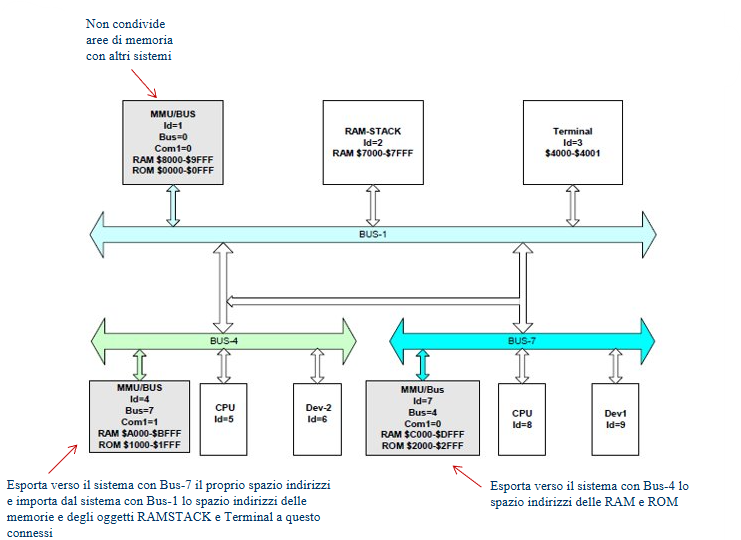 Non condivide
aree di memoria
con altri sistemi
MMU/BUS
Id=1
Bus=0
Com1=0
RAM $8000-$9FFF
ROM $0000-$0FFF
RAM-STACK
Id=2
RAM $7000-$7FFF
Terminal
Id=3
$4000-$4001
BUS-1
BUS-4
BUS-7
MMU/BUS
Id=4
Bus=7
Com1=1
RAM $A000-$BFFF
ROM $1000-$1FFF
CPU
Id=5
Dev-2
Id=6
MMU/Bus
Id=7
Bus=4
Com1=0
RAM $C000-$DFFF
ROM $2000-$2FFF
CPU
Id=8
Dev1
Id=9
Esporta verso il sistema con Bus-7 il proprio spazio indirizzi
e importa dal sistema con Bus-1 lo spazio indirizzi delle
memorie e degli oggetti RAMSTACK e Terminal a questo
connessi
Esporta verso il sistema con Bus-4 lo
spazio indirizzi delle RAM e ROM